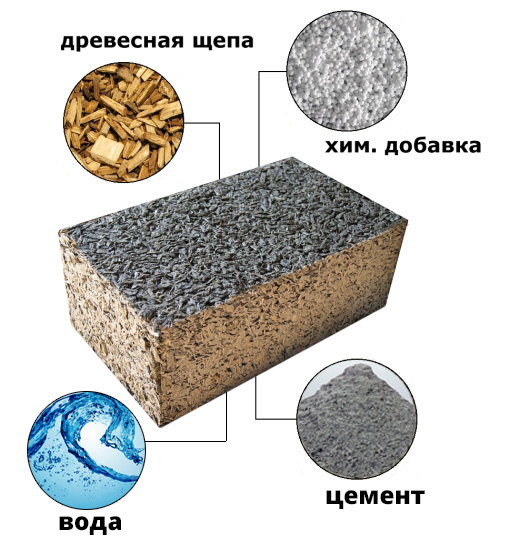 древесная щепа
хим. добавка
вода
цемент